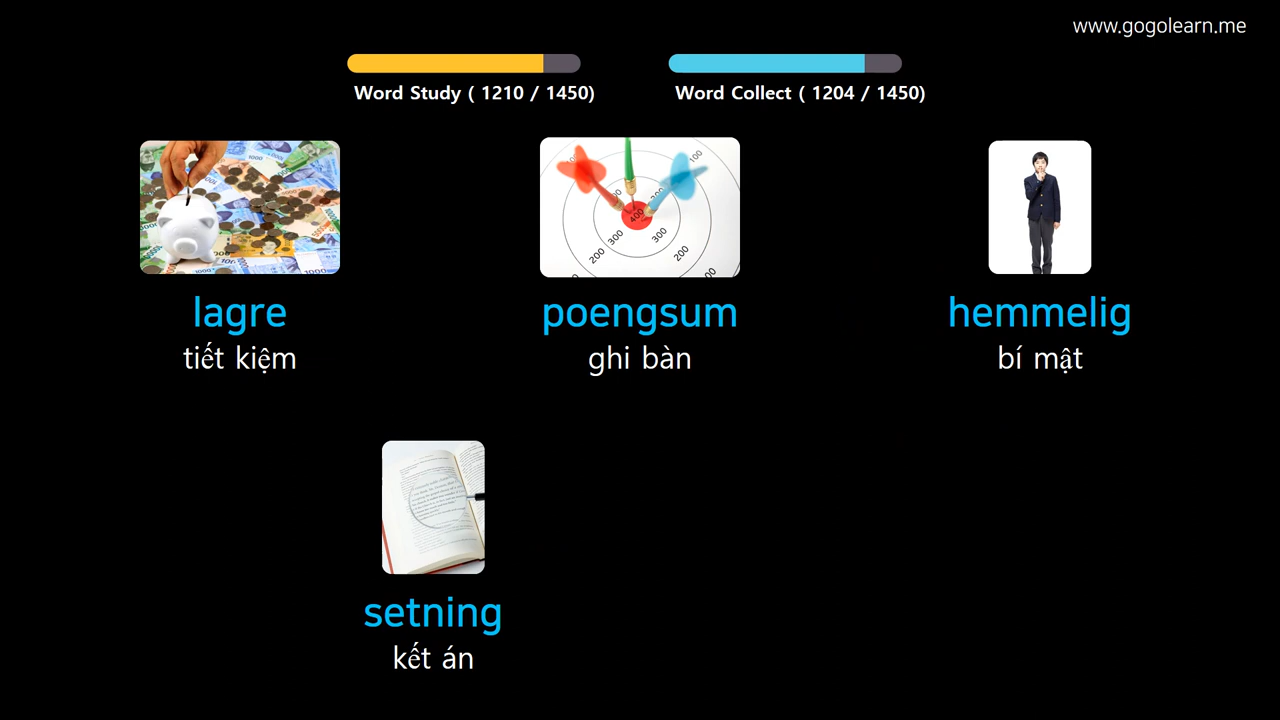 www.gogolearn.me
Word Study ( 1210 / 1450)
Word Collect ( 1204 / 1450)
lagre
tiết kiệm
poengsum
ghi bàn
hemmelig
bí mật
setning
kết án